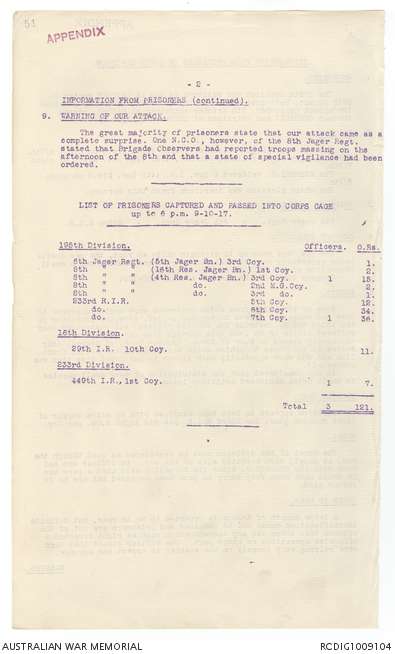 51
APPENDIX
- 2 -
INFORMATION FROM PRISONERS (continued).
9. WARNING OF OUR ATTACK.
The great majority of prisoners state that our attack came as a
complete surprise. One N.C.O., however, of the 8th Jager Regt.
stated that Brigade Observers had reported troops massing on the
afternoon of the 8th and that a state of special vigilance had been
ordered.
LIST OF PRISONERS CAPTURED AND PASSED INTO CORPS CAGE
up to 6 p.m. 9-10-17.
195th Division. Officers. O.Rs.
8th Jager Regt. (5th Jager Bn.) 3rd Coy. 1.
8th " " (16th Res. Jager Bn.) 1st Coy. 2.
8th " " (4th Res. Jager Bn.) 3rd Coy. 1 15.
8th " " do. 2nd M.G.Coy. 2.
8th " " do. 3rd do. 1.
233rd R.I.R. 5th Coy. 12.
do. 6th Coy. 34.
do. 7th Coy. 1 36.
16th Division.
29th I.R. 10th Coy. 11.
233rd Division.
449th I.R., 1st Coy. 1 7.
Total 3 121.
AUSTRALIAN WAR MEMORIAL RCDIG1009104